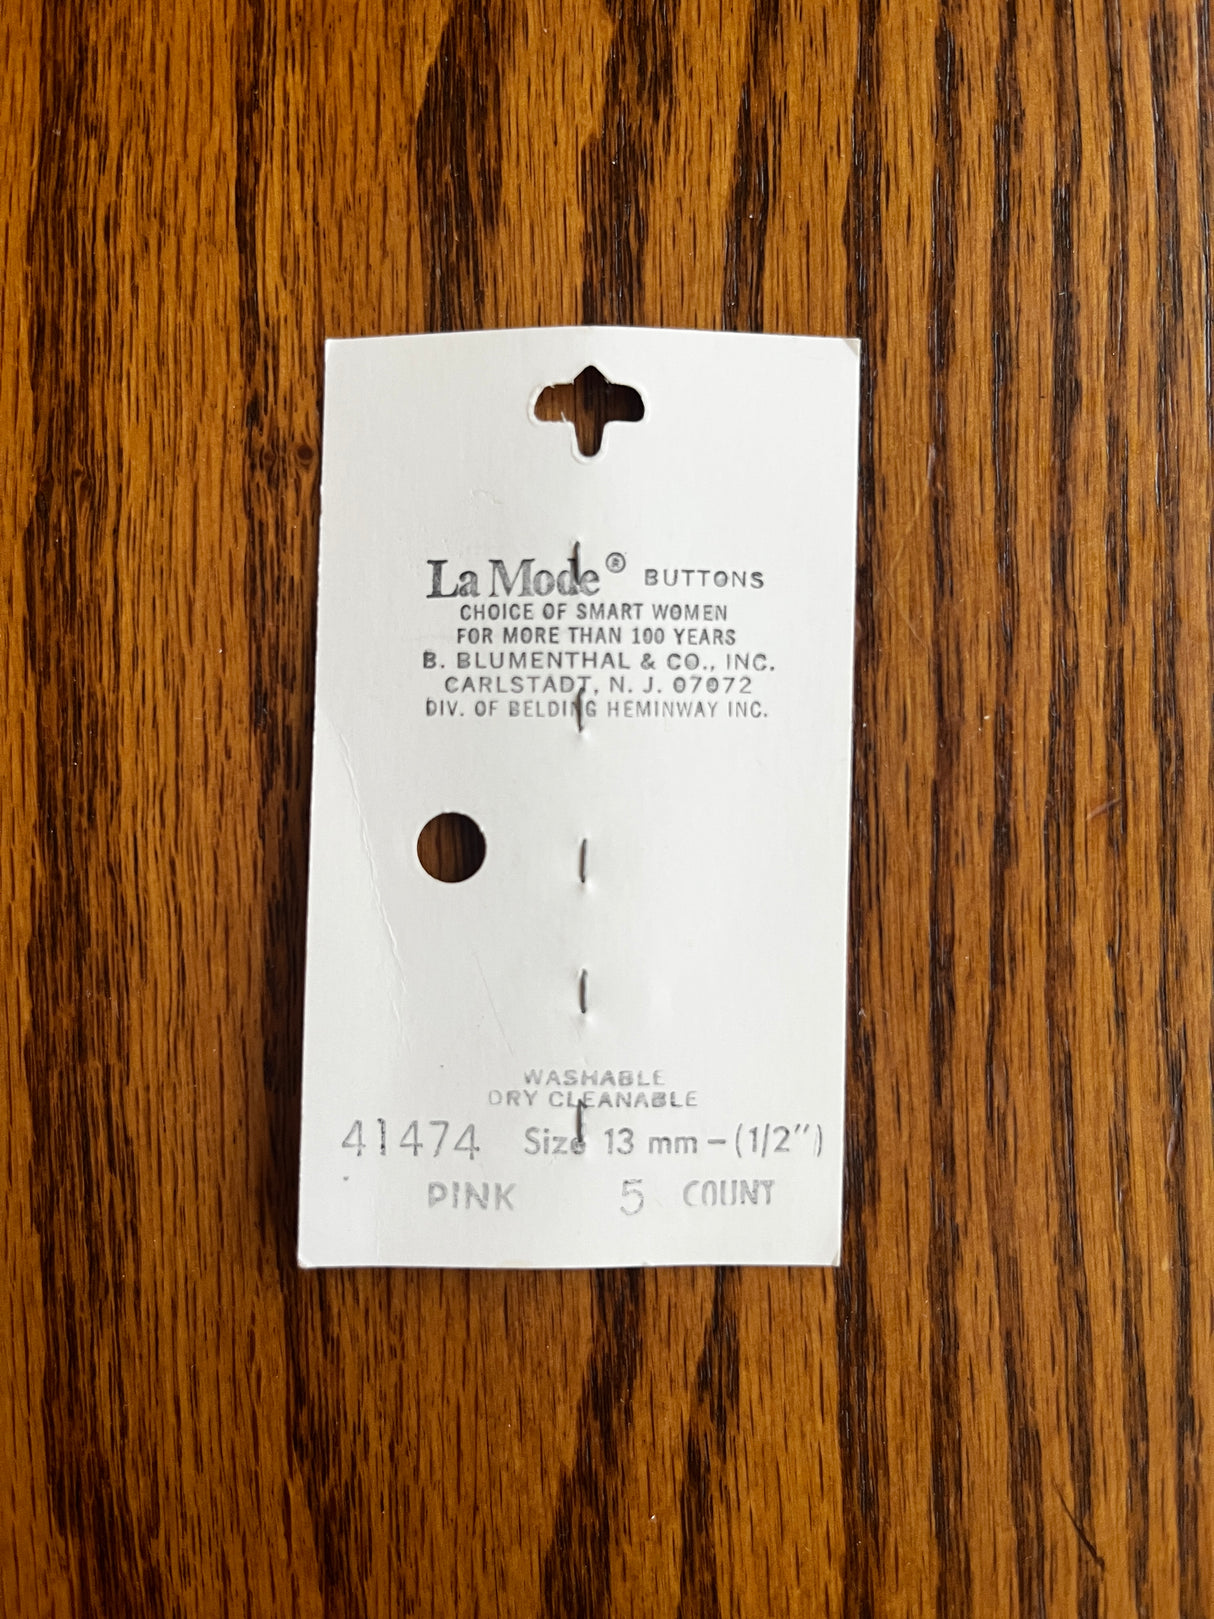 La Mode® BUTTONS
CHOICE OF SMART WOMEN
FOR MORE THAN 100 YEARS
B. BLUMENTHAL & CO., INC.
CARLSTADT, N. J. 07072
DIV. OF BELDING HEMINWAY INC.
WASHABLE
DRY CLEANABLE
41474 Size 13 mm – (1/2")
PINK 5 COUNT